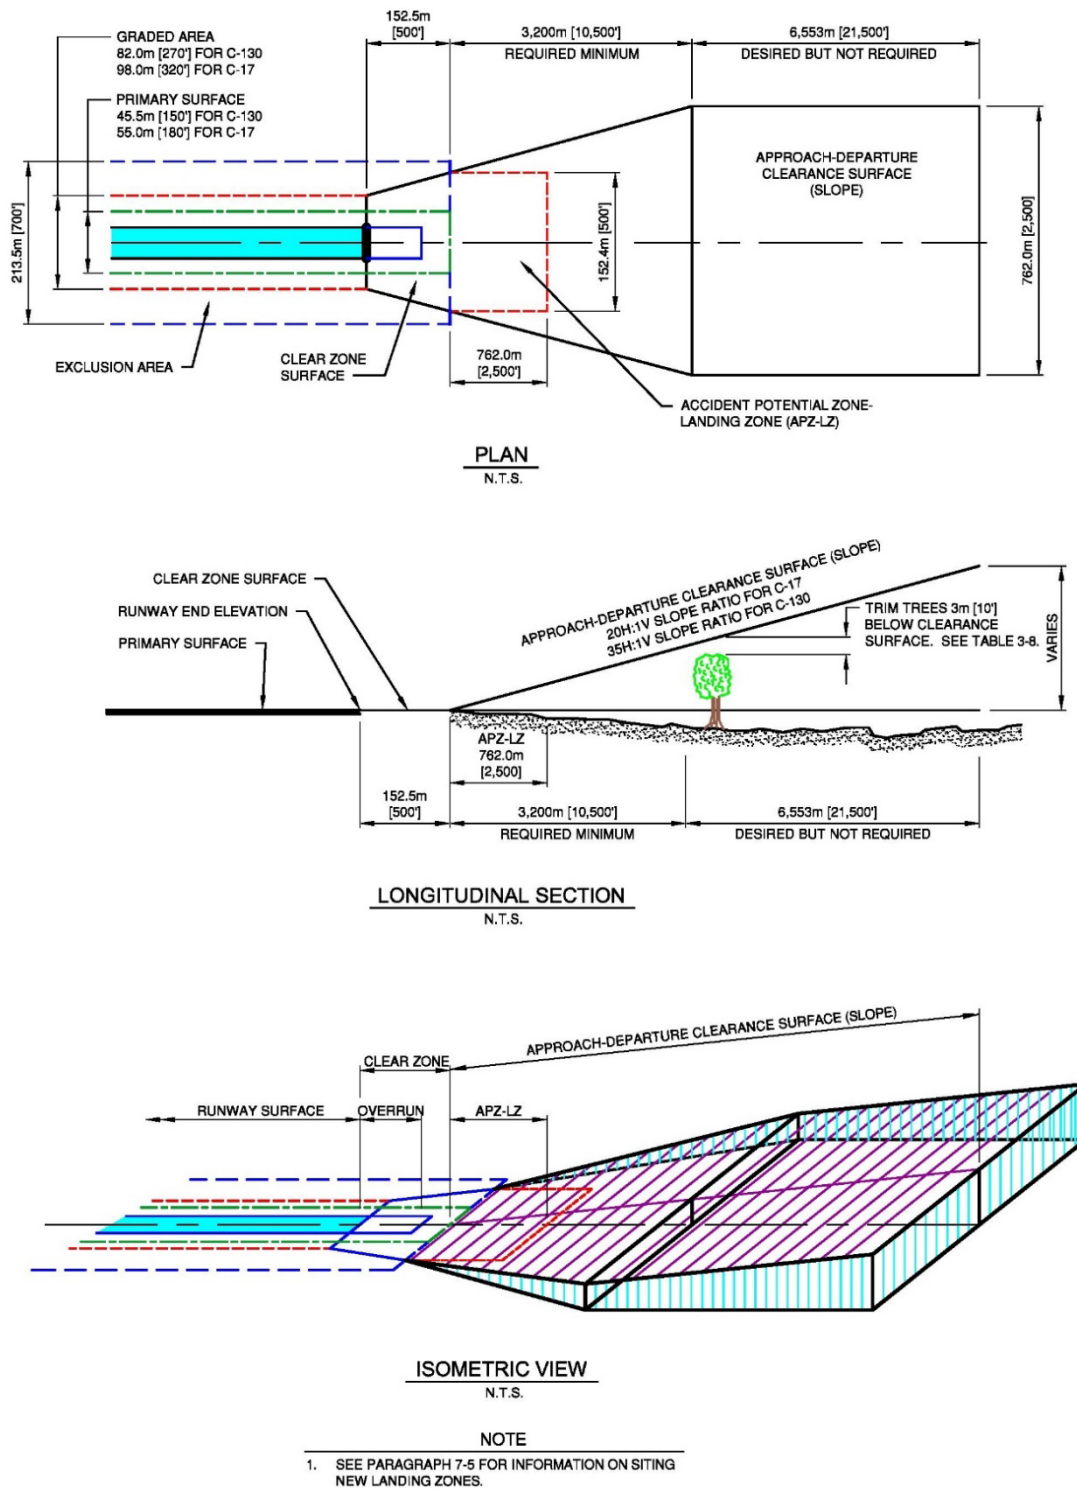 152.5m
[500']
3,200m [10,500']
REQUIRED MINIMUM
6,553m [21,500']
DESIRED BUT NOT REQUIRED
GRADED AREA
82.0m [270'] FOR C-130
98.0m [320'] FOR C-17
PRIMARY SURFACE
45.5m [150'] FOR C-130
55.0m [180'] FOR C-17
213.5m [700']
APPROACH-DEPARTURE
CLEARANCE SURFACE
(SLOPE)
152.4m [500']
762.0m [2,500]
EXCLUSION AREA
CLEAR ZONE
SURFACE
762.0m
[2,500']
ACCIDENT POTENTIAL ZONE-
LANDING ZONE (APZ-LZ)
PLAN
N.T.S.
CLEAR ZONE SURFACE
RUNWAY END ELEVATION
PRIMARY SURFACE
APPROACH-DEPARTURE CLEARANCE SURFACE (SLOPE)
20H:1V SLOPE RATIO FOR C-17
35H:1V SLOPE RATIO FOR C-130
TRIM TREES 3m [10']
BELOW CLEARANCE
SURFACE. SEE TABLE 3-8.
VARIES
APZ-LZ
762.0m
[2,500]
152.5m
[500']
3,200m [10,500']
REQUIRED MINIMUM
6,553m [21,500']
DESIRED BUT NOT REQUIRED
LONGITUDINAL SECTION
N.T.S.
APPROACH-DEPARTURE CLEARANCE SURFACE (SLOPE)
CLEAR ZONE
RUNWAY SURFACE
OVERRUN
APZ-LZ
ISOMETRIC VIEW
N.T.S.
NOTE
1. SEE PARAGRAPH 7-5 FOR INFORMATION ON SITING
NEW LANDING ZONES.